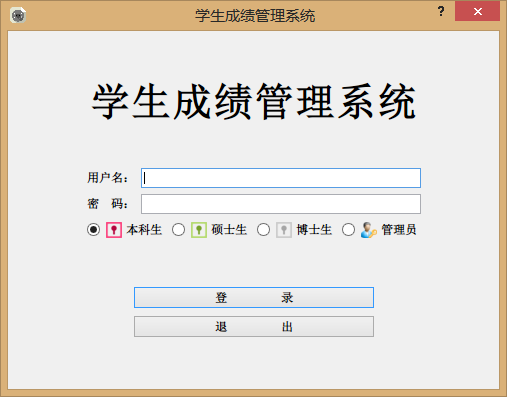 学生成绩管理系统 ?
学生成绩管理系统
用户名：
密 码：
本科生 硕士生 博士生 管理员
登 录
退 出